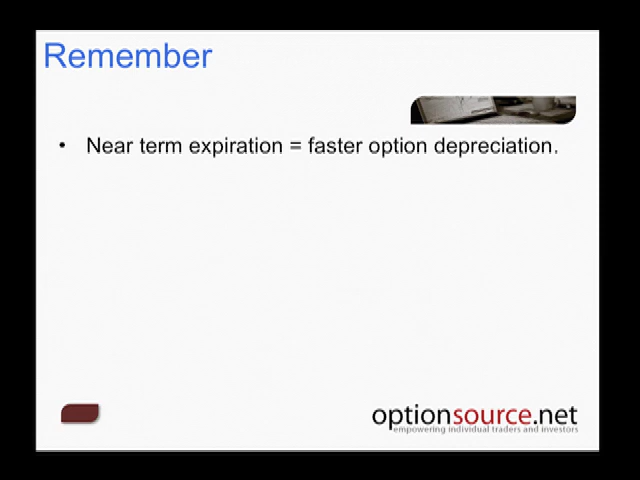 Remember
• Near term expiration = faster option depreciation.
optionsource.net
empowering individual traders and investors